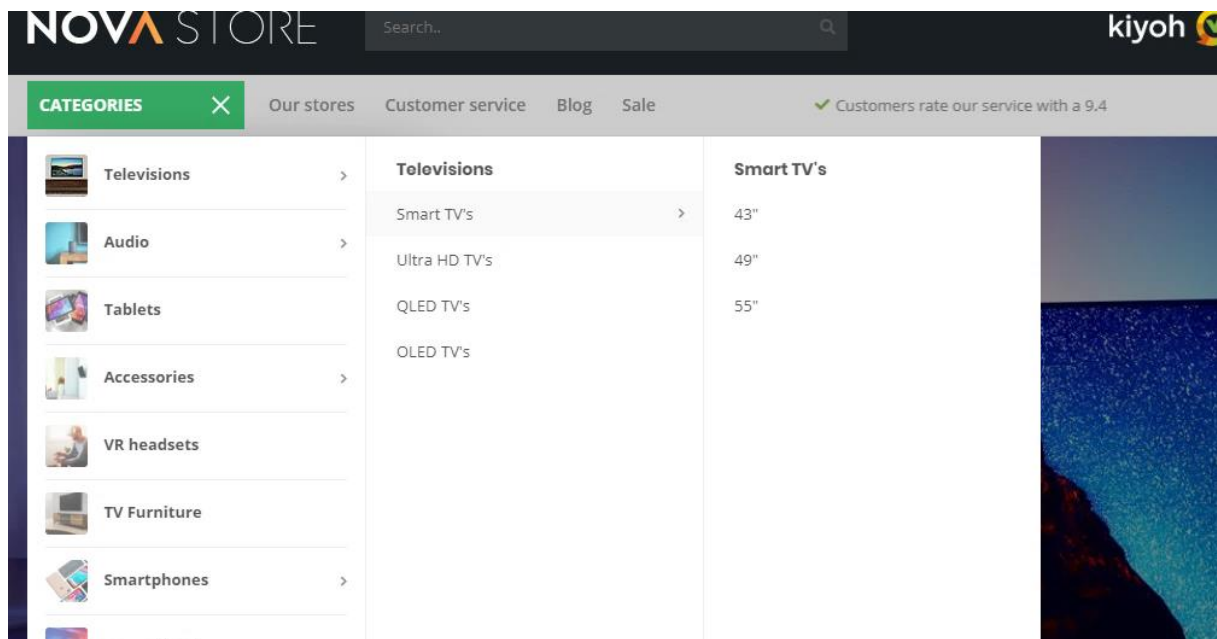 NOVA STORE
Search..
kiyoh
CATEGORIES
Our stores
Customer service
Blog
Sale
Customers rate our service with a 9.4
Televisions
Audio
Tablets
Accessories
VR headsets
TV Furniture
Smartphones
Televisions
Smart TV's
Ultra HD TV's
QLED TV's
OLED TV's
Smart TV's
43"
49"
55"